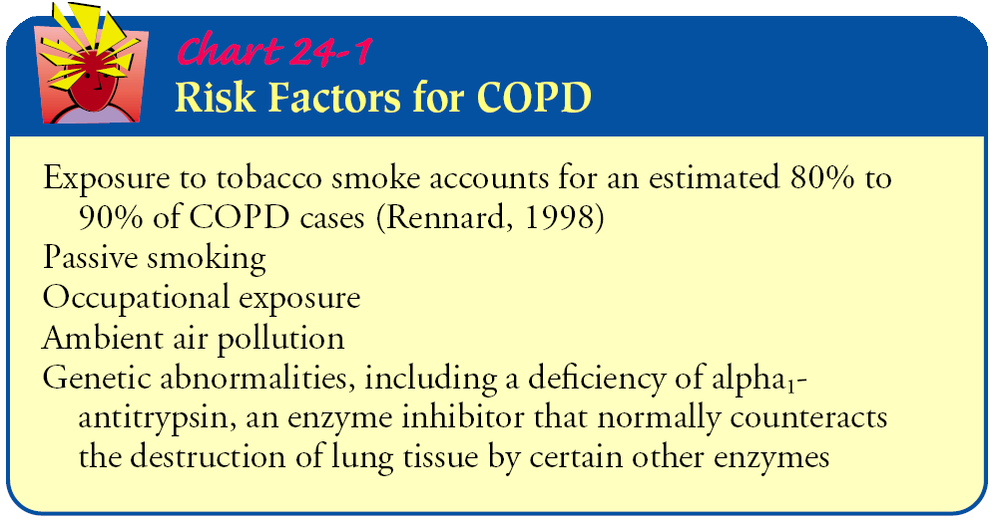 Chart 24-1
Risk Factors for COPD
Exposure to tobacco smoke accounts for an estimated 80% to
90% of COPD cases (Rennard, 1998)
Passive smoking
Occupational exposure
Ambient air pollution
Genetic abnormalities, including a deficiency of alpha₁-
antitrypsin, an enzyme inhibitor that normally counteracts
the destruction of lung tissue by certain other enzymes